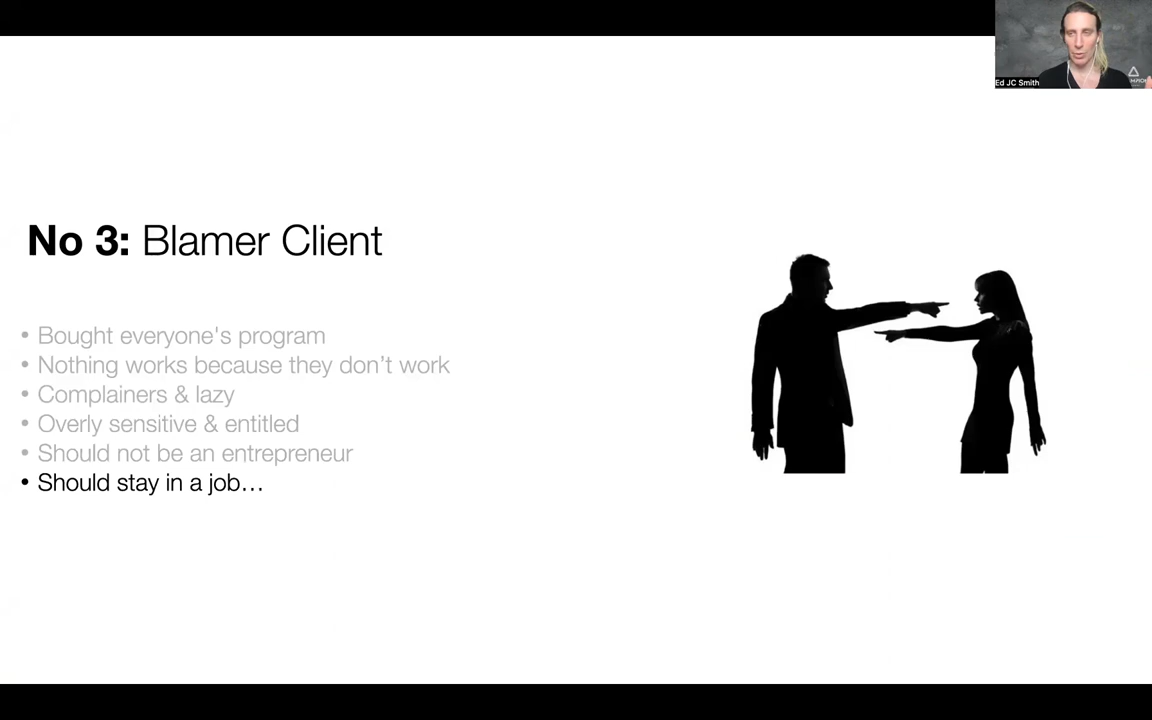 Ed JC Smith
No 3: Blamer Client
• Bought everyone's program
• Nothing works because they don’t work
• Complainers & lazy
• Overly sensitive & entitled
• Should not be an entrepreneur
• Should stay in a job…